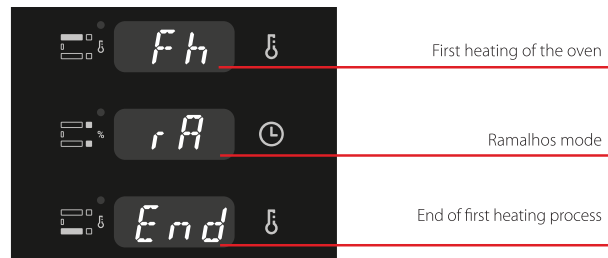 Fh
First heating of the oven
%
rA
Ramalhos mode
End
End of first heating process